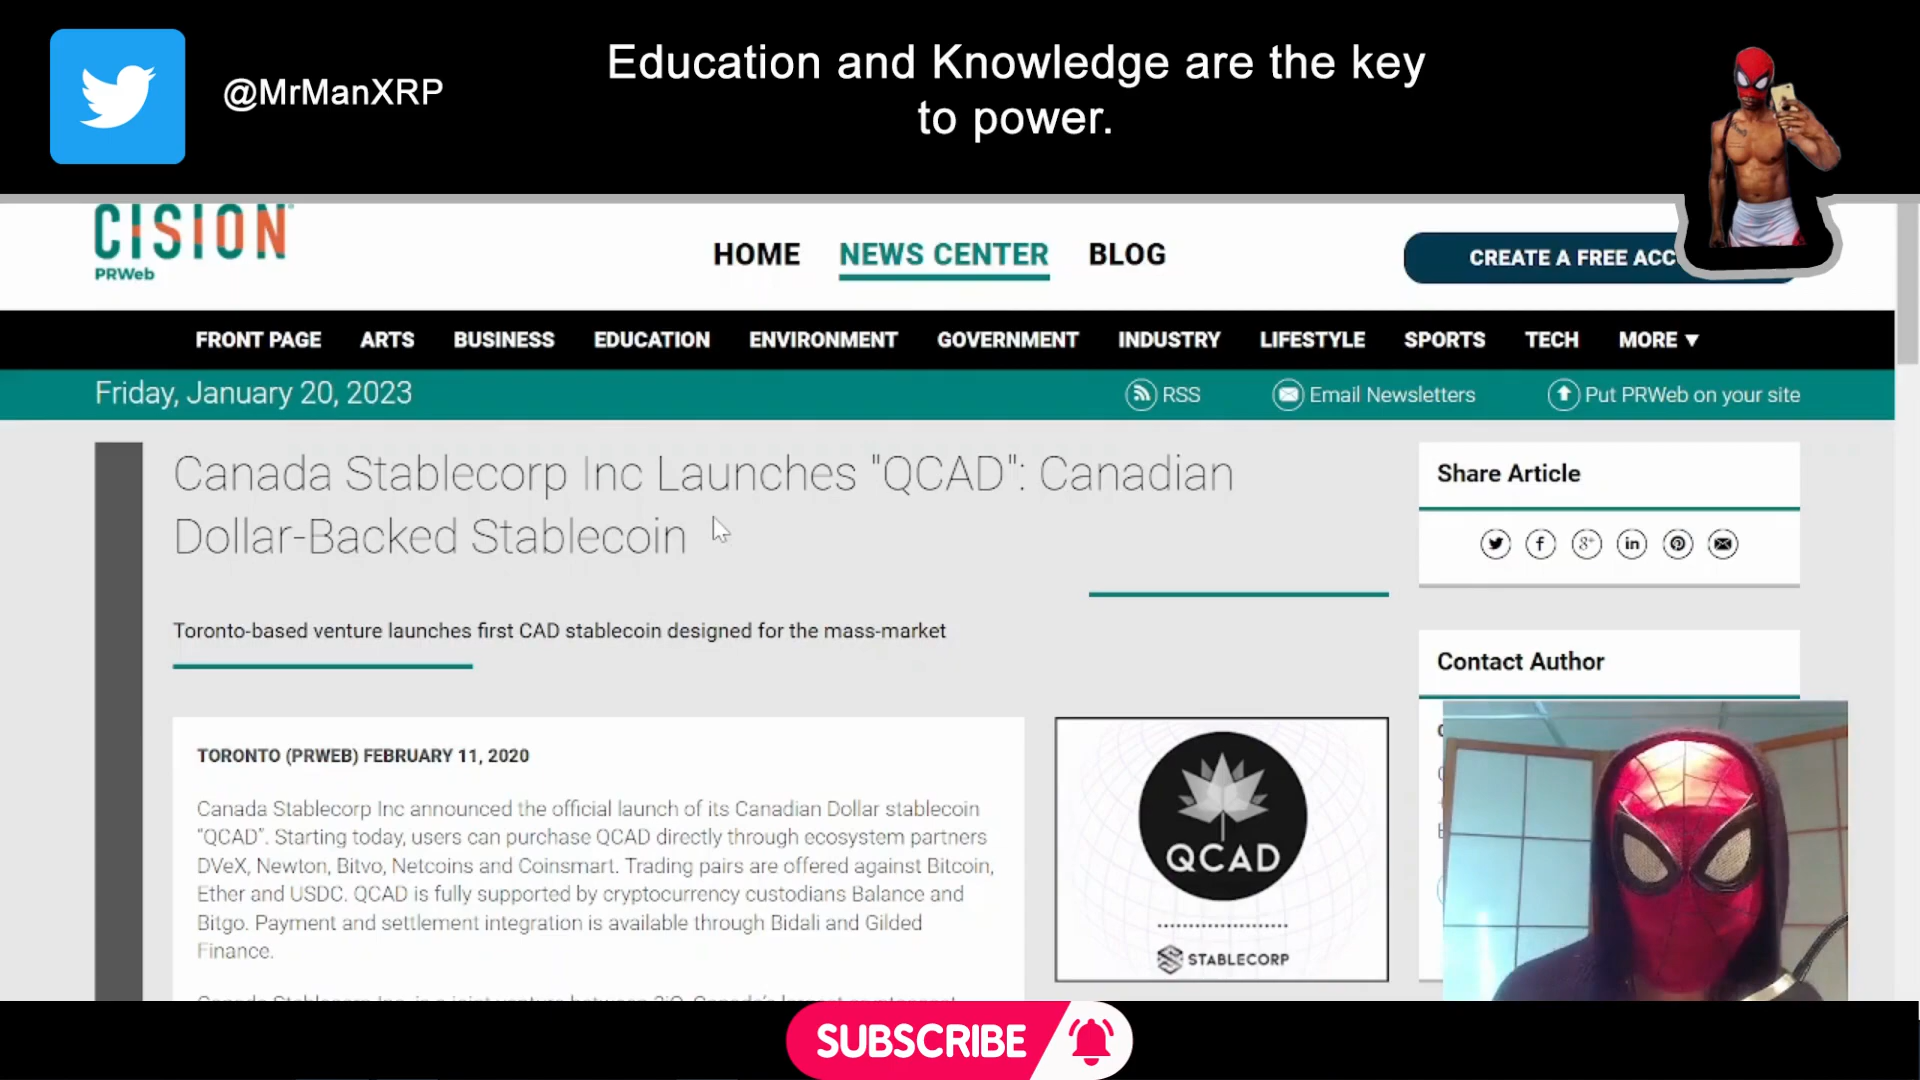 @MrManXRP
Education and Knowledge are the key
to power.
CISION
PRWeb
HOME NEWS CENTER BLOG
CREATE A FREE ACC
FRONT PAGE ARTS BUSINESS EDUCATION ENVIRONMENT GOVERNMENT INDUSTRY LIFESTYLE SPORTS TECH MORE ▼
Friday, January 20, 2023
RSS Email Newsletters Put PRWeb on your site
Canada Stablecorp Inc Launches "QCAD": Canadian
Dollar-Backed Stablecoin
Toronto-based venture launches first CAD stablecoin designed for the mass-market
Share Article
Contact Author
TORONTO (PRWEB) FEBRUARY 11, 2020
Canada Stablecorp Inc announced the official launch of its Canadian Dollar stablecoin
"QCAD". Starting today, users can purchase QCAD directly through ecosystem partners
DVeX, Newton, Bitvo, Netcoins and Coinsmart. Trading pairs are offered against Bitcoin,
Ether and USDC. QCAD is fully supported by cryptocurrency custodians Balance and
Bitgo. Payment and settlement integration is available through Bidali and Gilded
Finance.
QCAD
STABLECORP
SUBSCRIBE